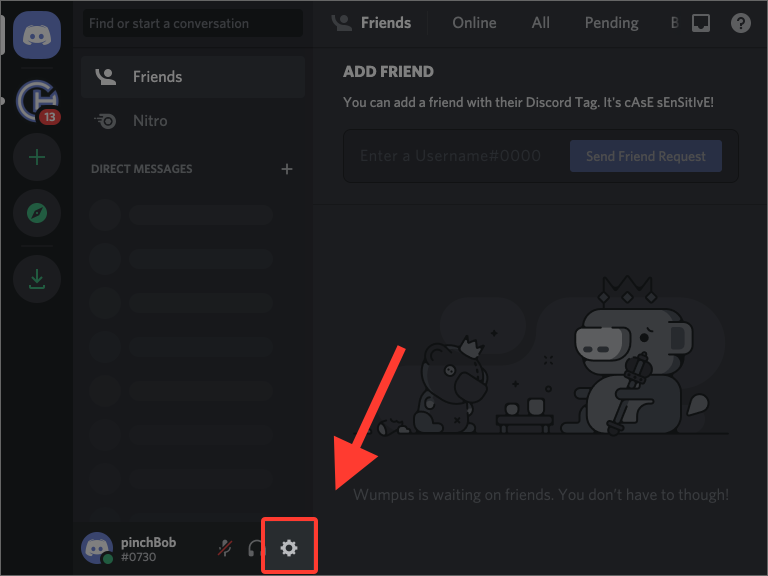 Find or start a conversation
Friends
Online
All
Pending
B
?
13
Friends
Nitro
DIRECT MESSAGES
ADD FRIEND
You can add a friend with their Discord Tag. It's cAsE sEnSitIvE!
Enter a Username#0000
Send Friend Request
Wumpus is waiting on friends. You don't have to though!
pinchBob
#0730